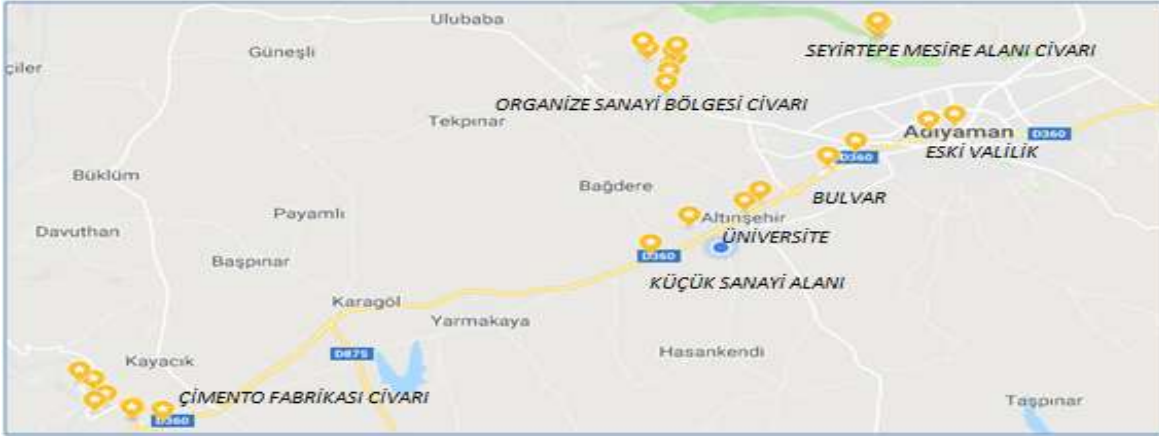 Ulubaba
Güneşli
çiler
SEYİRTEPE MESİRE ALANI CİVARI
ORGANİZE SANAYİ BÖLGESİ CİVARI
Tekpınar
Adıyaman
D360
ESKİ VALİLİK
D360
Büklüm
Bağdere
BULVAR
Payamlı
Altınşehir
Davuthan
ÜNİVERSİTE
Başpınar
D360
KÜÇÜK SANAYİ ALANI
Karagöl
Yarmakaya
D875
Hasankendi
Kayacık
ÇİMENTO FABRİKASI CİVARI
Taşpınar
D360